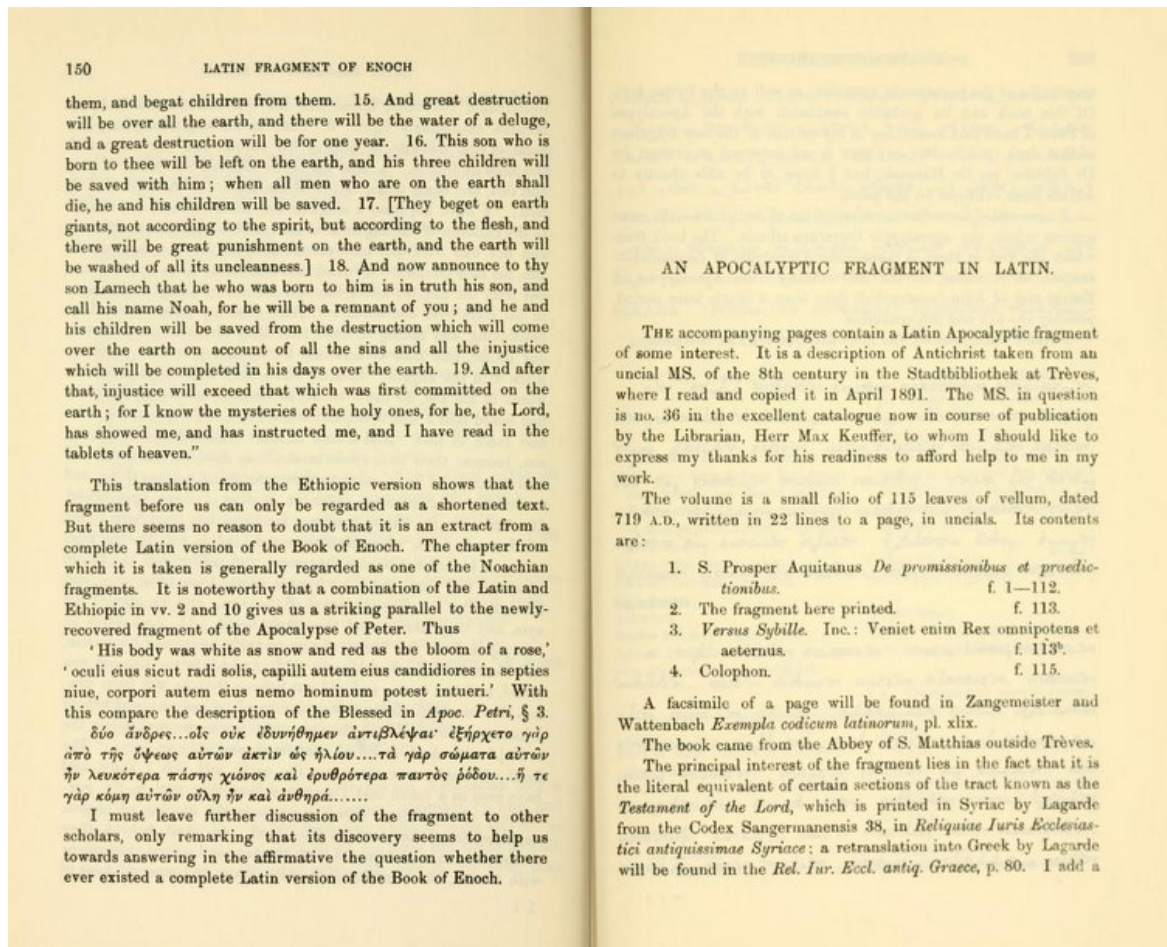 150 LATIN FRAGMENT OF ENOCH
them, and begat children from them. 15. And great destruction
will be over all the earth, and there will be the water of a deluge,
and a great destruction will be for one year. 16. This son who is
born to thee will be left on the earth, and his three children will
be saved with him; when all men who are on the earth shall
die, he and his children will be saved. 17. [They beget on earth
giants, not according to the spirit, but according to the flesh, and
there will be great punishment on the earth, and the earth will
be washed of all its uncleanness.] 18. And now announce to thy
son Lamech that he who was born to him is in truth his son, and
call his name Noah, for he will be a remnant of you; and he and
his children will be saved from the destruction which will come
over the earth on account of all the sins and all the injustice
which will be completed in his days over the earth. 19. And after
that, injustice will exceed that which was first committed on the
earth; for I know the mysteries of the holy ones, for he, the Lord,
has showed me, and has instructed me, and I have read in the
tablets of heaven.”
This translation from the Ethiopic version shows that the
fragment before us can only be regarded as a shortened text.
But there seems no reason to doubt that it is an extract from a
complete Latin version of the Book of Enoch. The chapter from
which it is taken is generally regarded as one of the Noachian
fragments. It is noteworthy that a combination of the Latin and
Ethiopic in vv. 2 and 10 gives us a striking parallel to the newly-
recovered fragment of the Apocalypse of Peter. Thus
‘His body was white as snow and red as the bloom of a rose,’
‘oculi eius sicut radi solis, capilli autem eius candidiores in septies
niue, corpori autem eius nemo hominum potest intueri.’ With
this compare the description of the Blessed in Apoc. Petri, § 3.
δύο ἄνδρες...οἷς οὐκ ἐδυνήθημεν ἀντιβλέψαι· ἐξήρχετο γὰρ
ἀπὸ τῆς ὄψεως αὐτῶν ἀκτὶν ὡς ἡλίου....τὰ γὰρ σώματα αὐτῶν
ἦν λευκότερα πάσης χιόνος καὶ ἐρυθρότερα παντὸς ῥόδου....ἥ τε
γὰρ κόμη αὐτῶν οὔλη ἦν καὶ ἀνθηρά.......
I must leave further discussion of the fragment to other
scholars, only remarking that its discovery seems to help us
towards answering in the affirmative the question whether there
ever existed a complete Latin version of the Book of Enoch.
AN APOCALYPTIC FRAGMENT IN LATIN.
THE accompanying pages contain a Latin Apocalyptic fragment
of some interest. It is a description of Antichrist taken from an
uncial MS. of the 8th century in the Stadtbibliothek at Trèves,
where I read and copied it in April 1891. The MS. in question
is no. 36 in the excellent catalogue now in course of publication
by the Librarian, Herr Max Keuffer, to whom I should like to
express my thanks for his readiness to afford help to me in my
work.
The volume is a small folio of 115 leaves of vellum, dated
719 A.D., written in 22 lines to a page, in uncials. Its contents
are:
1. S. Prosper Aquitanus De promissionibus et praedic-
tionibus. f. 1—112.
2. The fragment here printed. f. 113.
3. Versus Sybille. Inc.: Veniet enim Rex omnipotens et
aeternus. f. 113ᵇ.
4. Colophon. f. 115.
A facsimile of a page will be found in Zangemeister and
Wattenbach Exempla codicum latinorum, pl. xlix.
The book came from the Abbey of S. Matthias outside Trèves.
The principal interest of the fragment lies in the fact that it is
the literal equivalent of certain sections of the tract known as the
Testament of the Lord, which is printed in Syriac by Lagarde
from the Codex Sangermanensis 38, in Reliquiae Iuris Ecclesias-
tici antiquissimae Syriace: a retranslation into Greek by Lagarde
will be found in the Rel. Iur. Eccl. antiq. Graece, p. 80. I add a